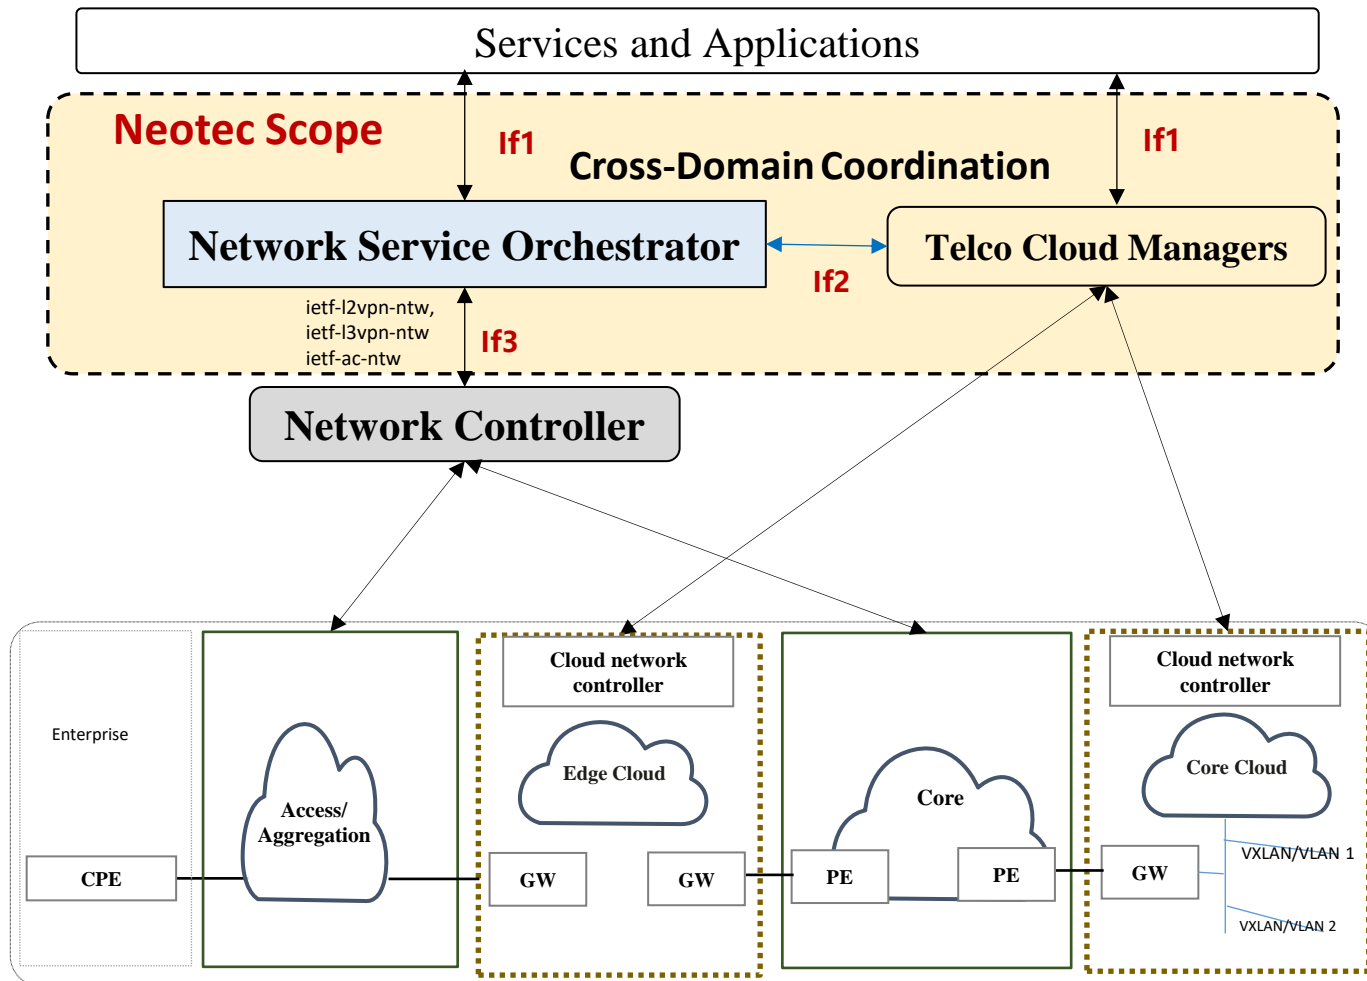 Services and Applications
Neotec Scope
If1
If1
Cross-Domain Coordination
Network Service Orchestrator
Telco Cloud Managers
If2
ietf-l2vpn-ntw,
ietf-l3vpn-ntw
ietf-ac-ntw
If3
Network Controller
Enterprise
Cloud network
controller
Cloud network
controller
Access/
Aggregation
Edge Cloud
Core
Core Cloud
CPE
GW
GW
PE
PE
GW
VXLAN/VLAN 1
VXLAN/VLAN 2